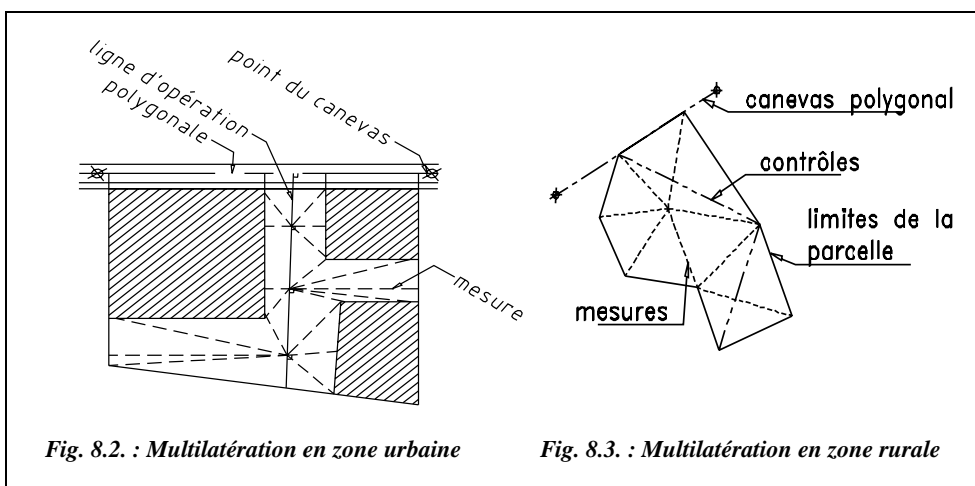 ligne d'opération
polygonale
point du canevas
mesure
canevas polygonal
contrôles
limites de la
parcelle
mesures
Fig. 8.2. : Multilatération en zone urbaine
Fig. 8.3. : Multilatération en zone rurale